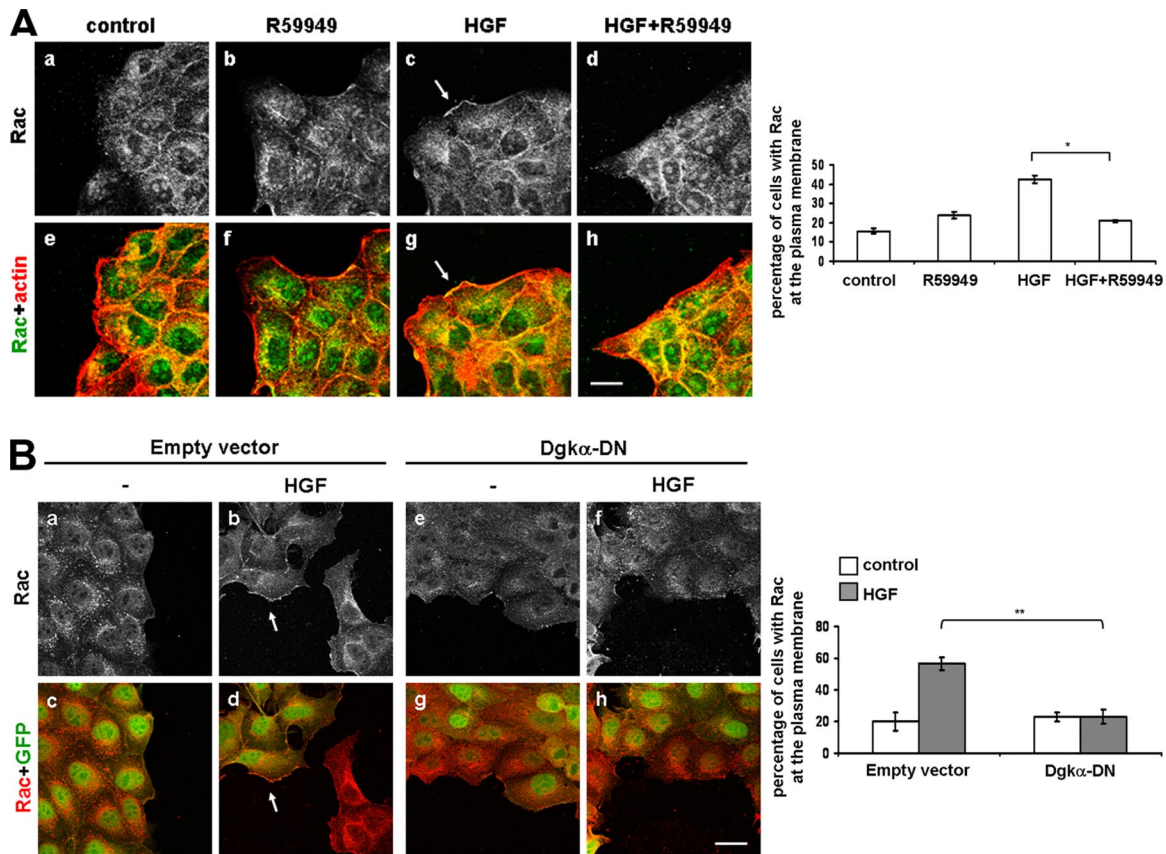 A
control R59949 HGF HGF+R59949
Rac
a b c d
Rac+actin
e f g h
percentage of cells with Rac
at the plasma membrane
50
40
30
20
10
0
*
control R59949 HGF HGF+R59949
B
Empty vector Dgkα-DN
- HGF - HGF
Rac
a b e f
Rac+GFP
c d g h
percentage of cells with Rac
at the plasma membrane
control
HGF
80
60
40
20
0
**
Empty vector Dgkα-DN